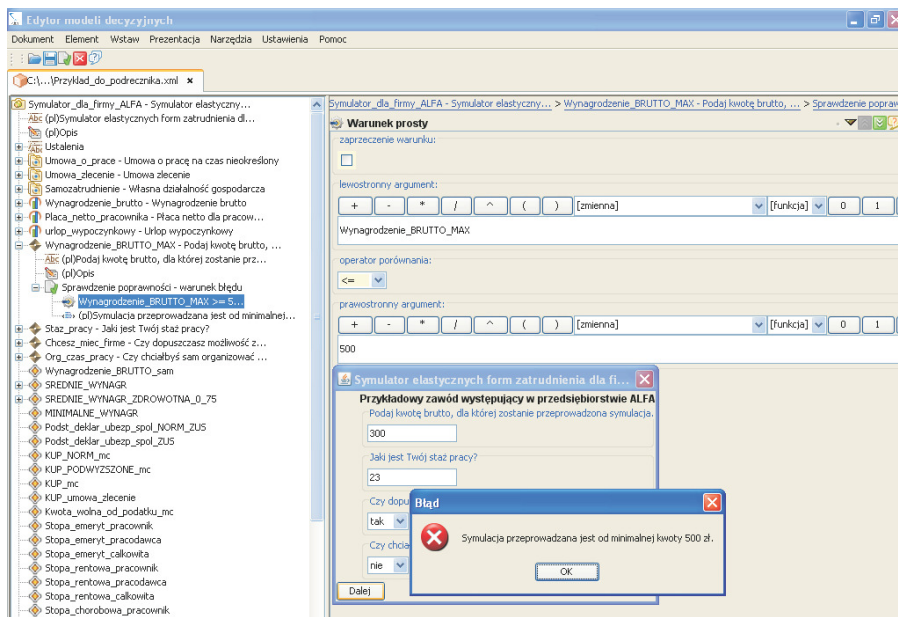 Edytor modeli decyzyjnych
Dokument Element Wstaw Prezentacja Narzędzia Ustawienia Pomoc
C:\...\Przyklad_do_podrecznika.xml
Symulator_dla_firmy_ALFA - Symulator elastyczny...
(pl)Symulator elastycznych form zatrudnienia dl...
(pl)Opis
Ustalenia
Umowa_o_prace - Umowa o pracę na czas nieokreślony
Umowa_zlecenie - Umowa zlecenie
Samozatrudnienie - Własna działalność gospodarcza
Wynagrodzenie_brutto - Wynagrodzenie brutto
Placa_netto_pracownika - Płaca netto dla pracow...
urlop_wypoczynkowy - Urlop wypoczynkowy
Wynagrodzenie_BRUTTO_MAX - Podaj kwotę brutto, ...
Abc (pl)Podaj kwotę brutto, dla której zostanie prz...
(pl)Opis
Sprawdzenie poprawności - warunek błędu
Wynagrodzenie_BRUTTO_MAX >= 5...
(pl)Symulacja przeprowadzana jest od minimalnej...
Staz_pracy - Jaki jest Twój staż pracy?
Chcesz_miec_firme - Czy dopuszczasz możliwość z...
Org_czas_pracy - Czy chciałbyś sam organizować ...
Wynagrodzenie_BRUTTO_sam
SREDNIE_WYNAGR
SREDNIE_WYNAGR_ZDROWOTNA_0_75
MINIMALNE_WYNAGR
Podst_deklar_ubezp_spol_NORM_ZUS
Podst_deklar_ubezp_spol_ZUS
KUP_NORM_mc
KUP_PODWYZSZONE_mc
KUP_mc
KUP_umowa_zlecenie
Kwota_wolna_od_podatku_mc
Stopa_emeryt_pracownik
Stopa_emeryt_pracodawca
Stopa_emeryt_calkowita
Stopa_rentowa_pracownik
Stopa_rentowa_pracodawca
Stopa_rentowa_calkowita
Stopa_chorobowa_pracownik
Symulator_dla_firmy_ALFA - Symulator elastyczny... > Wynagrodzenie_BRUTTO_MAX - Podaj kwotę brutto, ... > Sprawdzenie popraw
Warunek prosty
zaprzeczenie warunku:
lewostronny argument:
+ - * / ^ ( ) [zmienna] [funkcja] 0 1
Wynagrodzenie_BRUTTO_MAX
operator porównania:
<=
prawostronny argument:
+ - * / ^ ( ) [zmienna] [funkcja] 0 1
500
Symulator elastycznych form zatrudnienia dla fi...
Przykładowy zawód występujący w przedsiębiorstwie ALFA
Podaj kwotę brutto, dla której zostanie przeprowadzona symulacja.
300
Jaki jest Twój staż pracy?
23
Czy dopu
tak
Czy chcia
nie
Dalej
Błąd
Symulacja przeprowadzana jest od minimalnej kwoty 500 zł.
OK